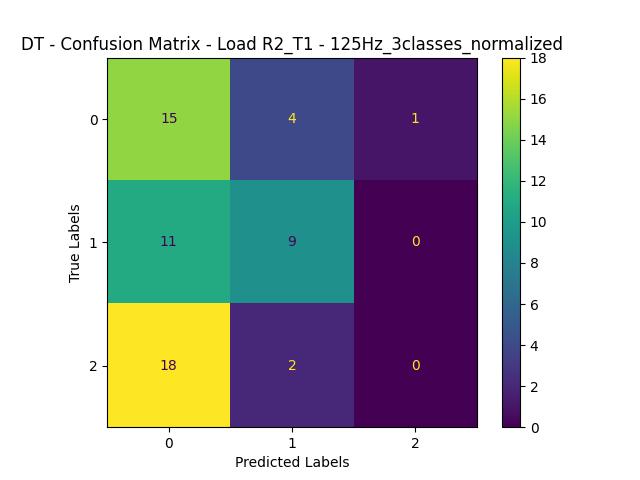 DT - Confusion Matrix - Load R2_T1 - 125Hz_3classes_normalized
0 15 4 1
1 11 9 0
2 18 2 0
0 1 2
Predicted Labels
True Labels
18
16
14
12
10
8
6
4
2
0